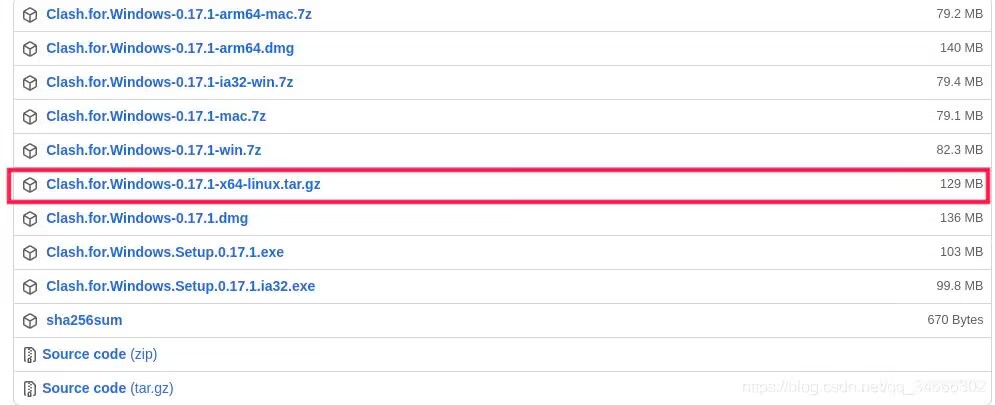 Clash.for.Windows-0.17.1-arm64-mac.7z 79.2 MB
Clash.for.Windows-0.17.1-arm64.dmg 140 MB
Clash.for.Windows-0.17.1-ia32-win.7z 79.4 MB
Clash.for.Windows-0.17.1-mac.7z 79.1 MB
Clash.for.Windows-0.17.1-win.7z 82.3 MB
Clash.for.Windows-0.17.1-x64-linux.tar.gz 129 MB
Clash.for.Windows-0.17.1.dmg 136 MB
Clash.for.Windows.Setup.0.17.1.exe 103 MB
Clash.for.Windows.Setup.0.17.1.ia32.exe 99.8 MB
sha256sum 670 Bytes
Source code (zip)
Source code (tar.gz)